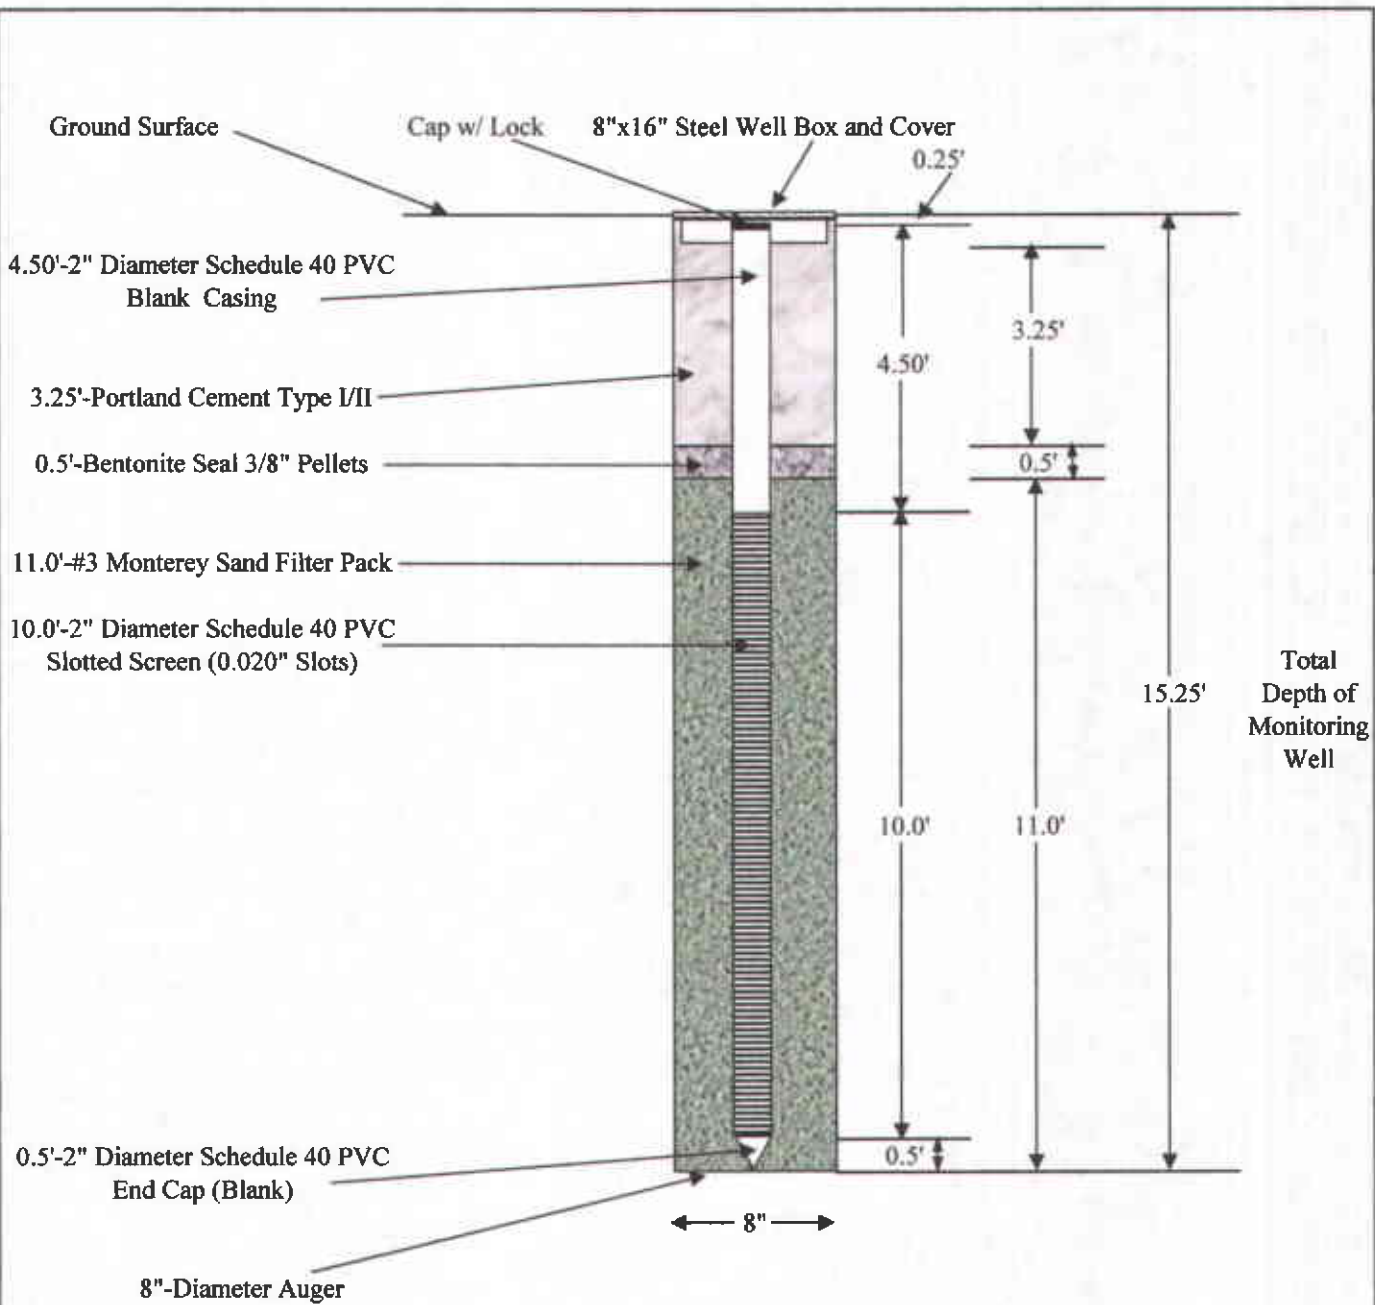 Ground Surface
Cap w/ Lock
8"x16" Steel Well Box and Cover
0.25'
4.50'-2" Diameter Schedule 40 PVC
Blank Casing
3.25'
4.50'
3.25'-Portland Cement Type I/II
0.5'-Bentonite Seal 3/8" Pellets
0.5'
11.0'-#3 Monterey Sand Filter Pack
10.0'-2" Diameter Schedule 40 PVC
Slotted Screen (0.020" Slots)
15.25'
Total
Depth of
Monitoring
Well
10.0'
11.0'
0.5'-2" Diameter Schedule 40 PVC
End Cap (Blank)
0.5'
8"
8"-Diameter Auger